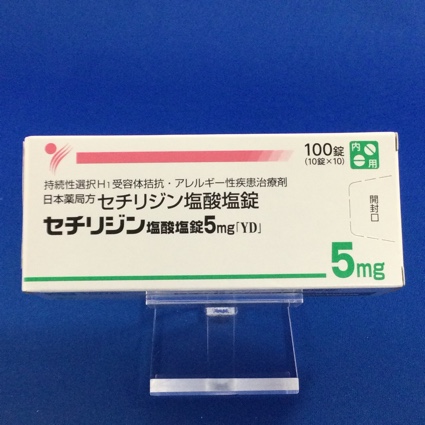 100錠
(10錠×10)
内
用
持続性選択H1受容体拮抗・アレルギー性疾患治療剤
日本薬局方 セチリジン塩酸塩錠
セチリジン塩酸塩錠5mg「YD」
開封口
5mg